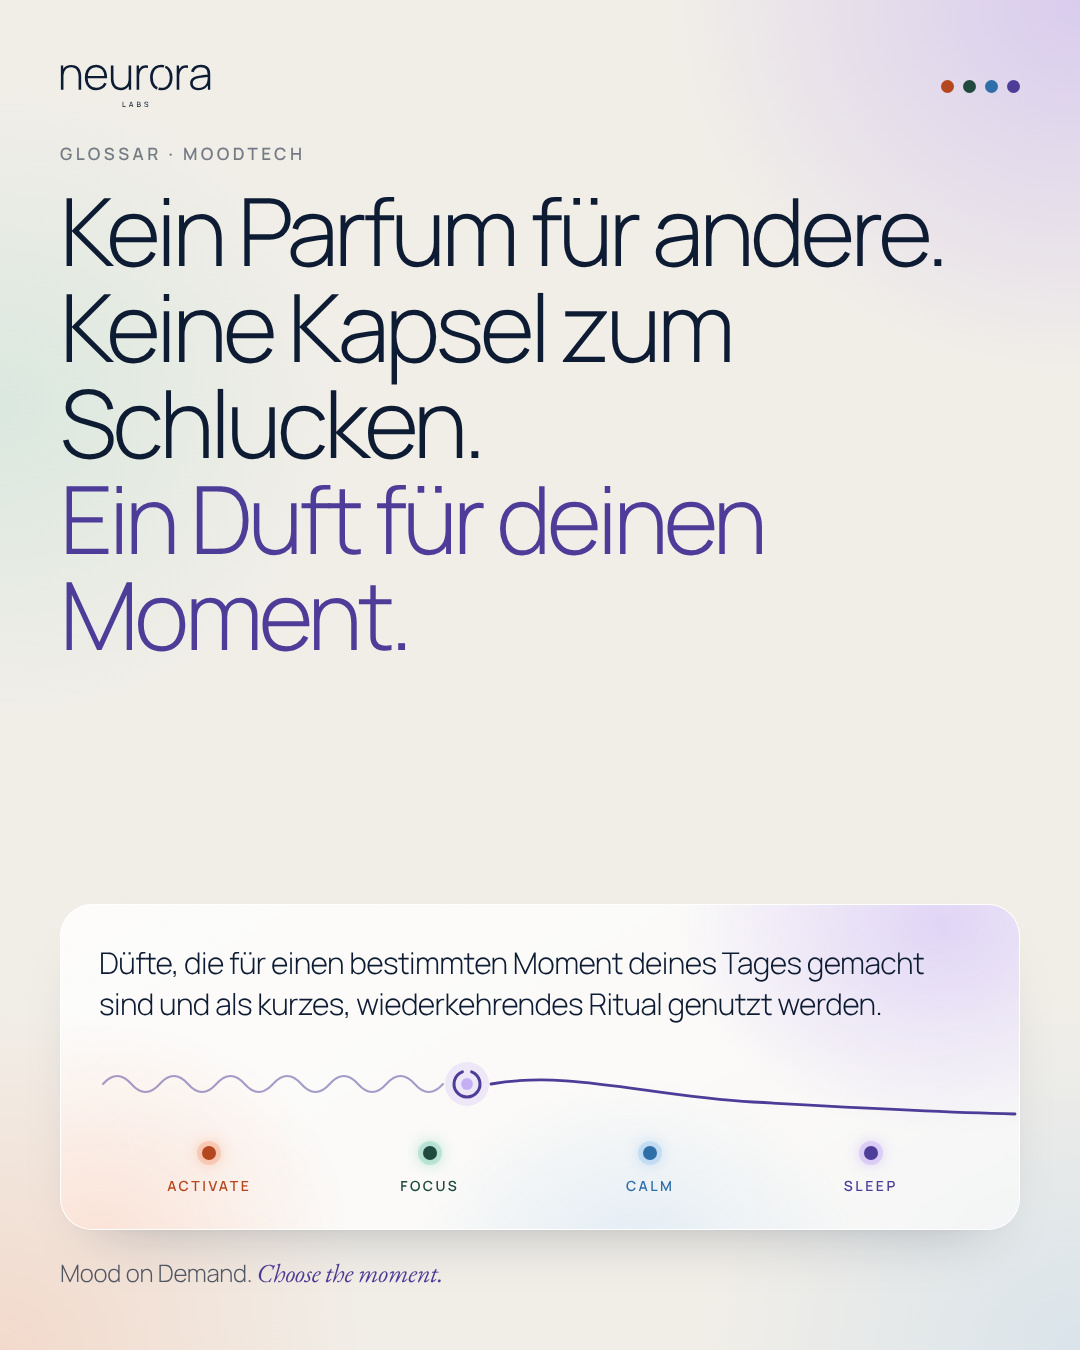 neurora
LABS
GLOSSAR · MOODTECH
Kein Parfum für andere.
Keine Kapsel zum
Schlucken.
Ein Duft für deinen
Moment.
Düfte, die für einen bestimmten Moment deines Tages gemacht
sind und als kurzes, wiederkehrendes Ritual genutzt werden.
ACTIVATE FOCUS CALM SLEEP
Mood on Demand. Choose the moment.